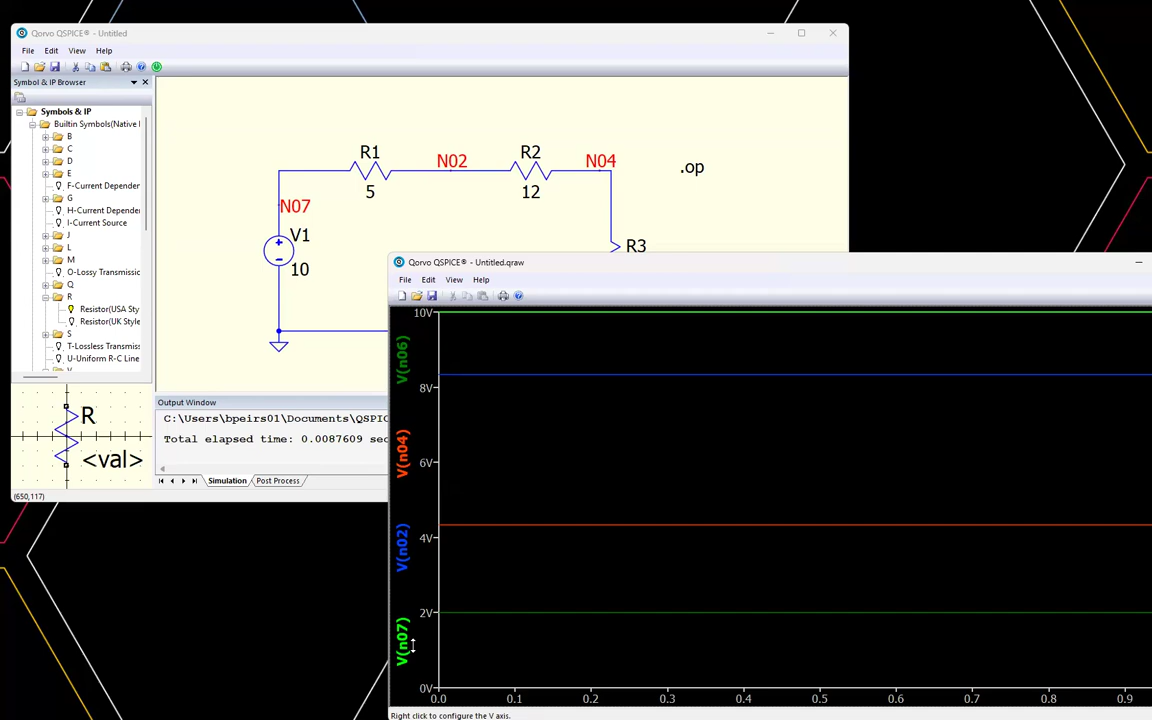 Qorvo QSPICE® - Untitled
File Edit View Help
Symbol & IP Browser
Symbols & IP
Builtin Symbols(Native
B
C
D
E
F-Current Depender
G
H-Current Depende
I-Current Source
J
L
M
O-Lossy Transmissio
Q
R
Resistor(USA Sty
Resistor(UK Style
S
T-Lossless Transmiss
U-Uniform R-C Line
R
<val>
(650,117)
R1
5
N02
R2
12
N04
.op
N07
V1
10
R3
Output Window
C:\Users\bpeirs01\Documents\QSPIC
Total elapsed time: 0.0087609 sec
Simulation
Post Process
Qorvo QSPICE® - Untitled.qraw
File Edit View Help
V(n06)
V(n04)
V(n02)
V(n07)
10V
8V
6V
4V
2V
0V
0.0 0.1 0.2 0.3 0.4 0.5 0.6 0.7 0.8 0.9
Right click to configure the V axis.